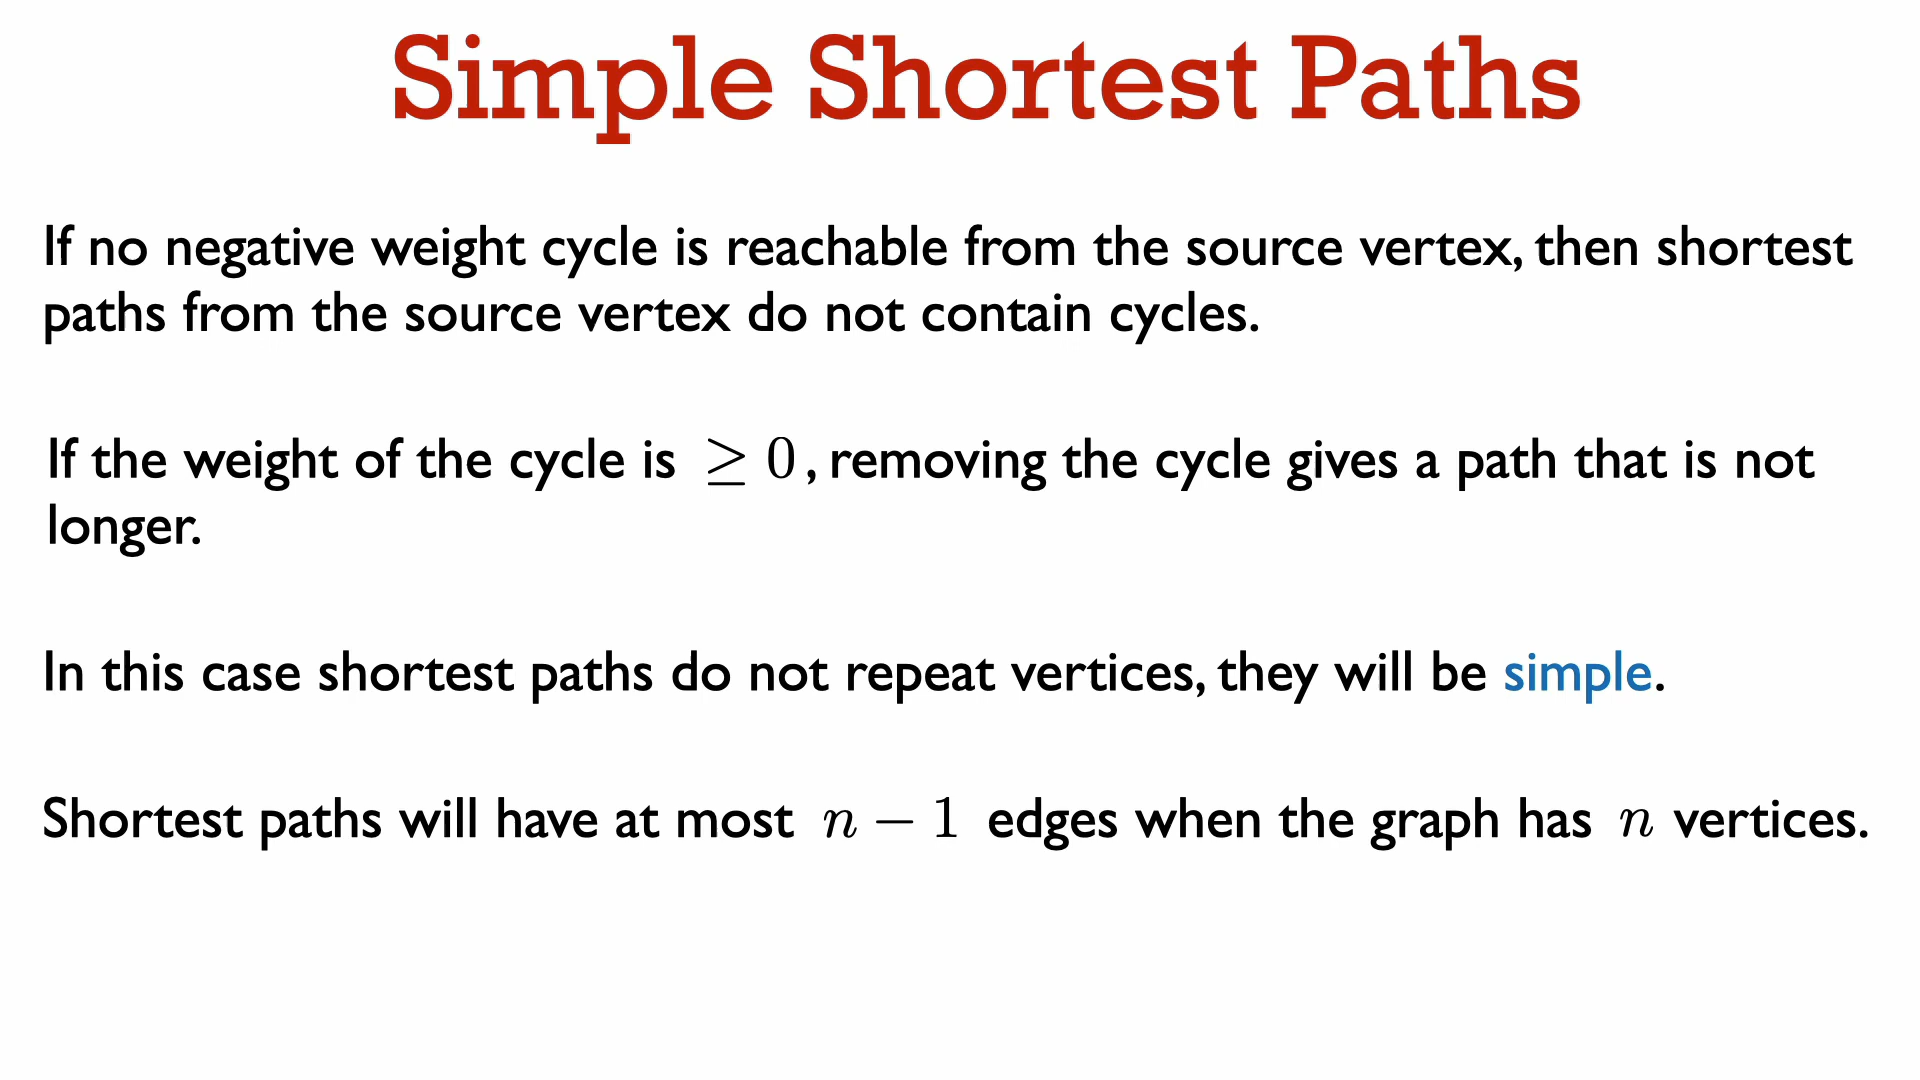 Simple Shortest Paths
If no negative weight cycle is reachable from the source vertex, then shortest
paths from the source vertex do not contain cycles.
If the weight of the cycle is ≥ 0, removing the cycle gives a path that is not
longer.
In this case shortest paths do not repeat vertices, they will be simple.
Shortest paths will have at most n − 1 edges when the graph has n vertices.